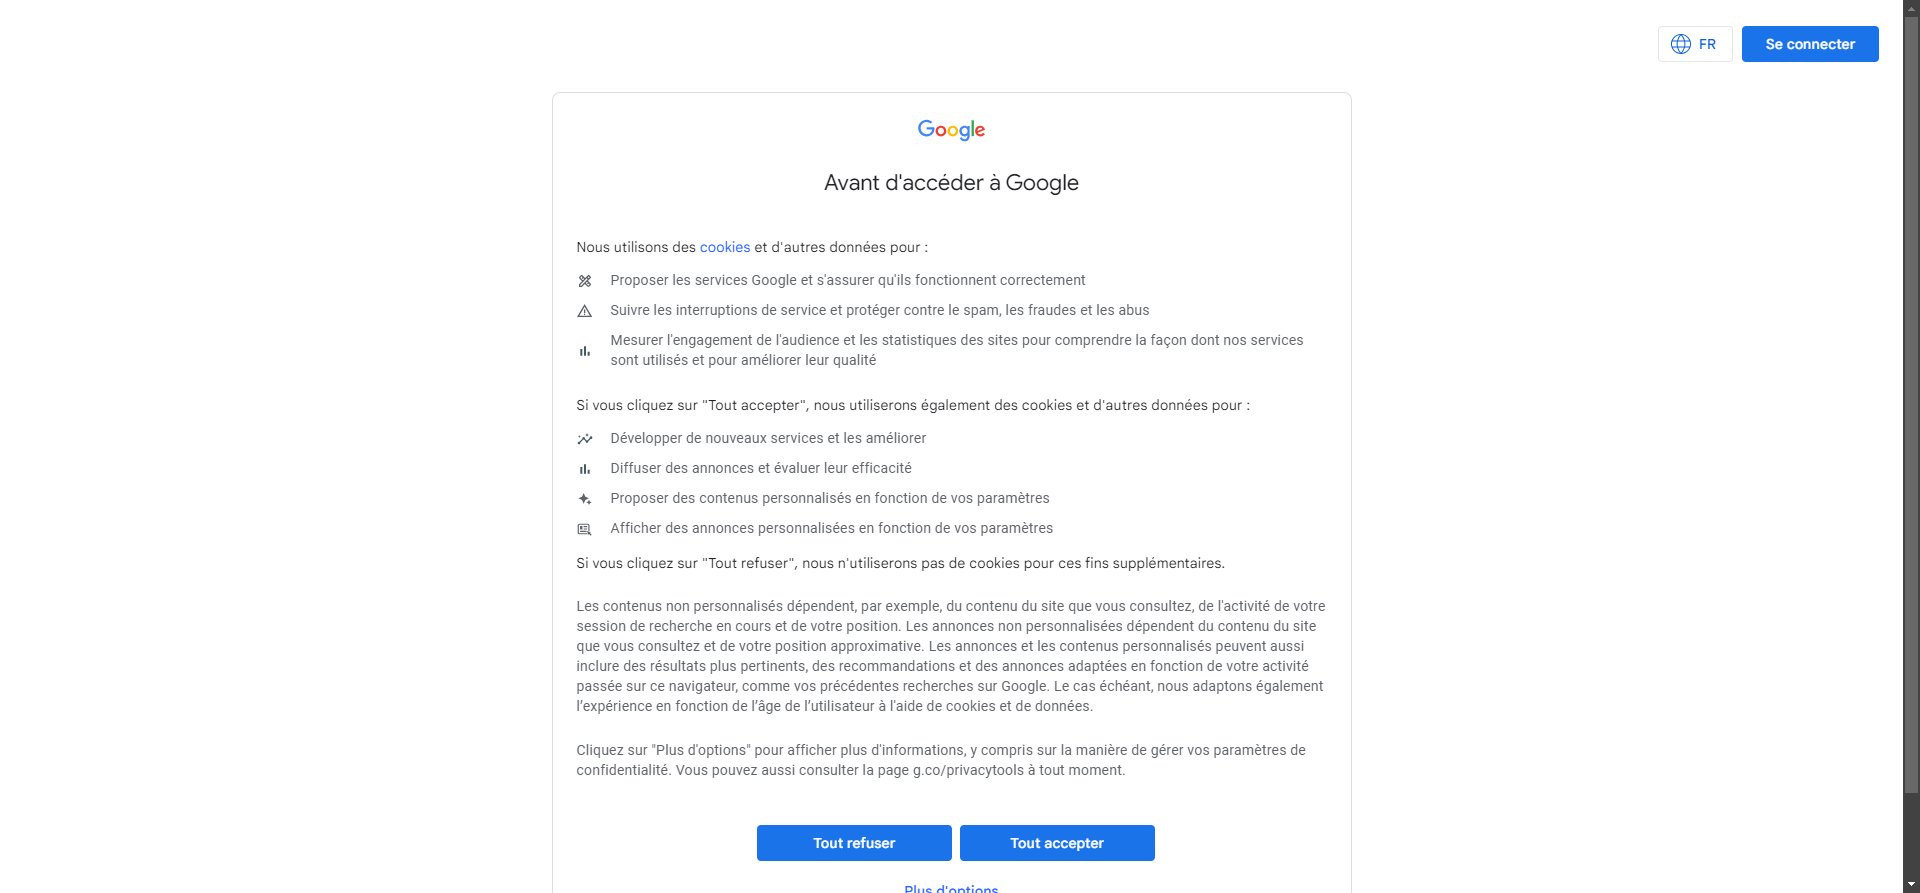 FR
Se connecter
Google
Avant d'accéder à Google
Nous utilisons des cookies et d'autres données pour :
Proposer les services Google et s'assurer qu'ils fonctionnent correctement
Suivre les interruptions de service et protéger contre le spam, les fraudes et les abus
Mesurer l'engagement de l'audience et les statistiques des sites pour comprendre la façon dont nos services
sont utilisés et pour améliorer leur qualité
Si vous cliquez sur "Tout accepter", nous utiliserons également des cookies et d'autres données pour :
Développer de nouveaux services et les améliorer
Diffuser des annonces et évaluer leur efficacité
Proposer des contenus personnalisés en fonction de vos paramètres
Afficher des annonces personnalisées en fonction de vos paramètres
Si vous cliquez sur "Tout refuser", nous n'utiliserons pas de cookies pour ces fins supplémentaires.
Les contenus non personnalisés dépendent, par exemple, du contenu du site que vous consultez, de l'activité de votre
session de recherche en cours et de votre position. Les annonces non personnalisées dépendent du contenu du site
que vous consultez et de votre position approximative. Les annonces et les contenus personnalisés peuvent aussi
inclure des résultats plus pertinents, des recommandations et des annonces adaptées en fonction de votre activité
passée sur ce navigateur, comme vos précédentes recherches sur Google. Le cas échéant, nous adaptons également
l’expérience en fonction de l’âge de l’utilisateur à l'aide de cookies et de données.
Cliquez sur "Plus d'options" pour afficher plus d'informations, y compris sur la manière de gérer vos paramètres de
confidentialité. Vous pouvez aussi consulter la page g.co/privacytools à tout moment.
Tout refuser
Tout accepter
Plus d'options